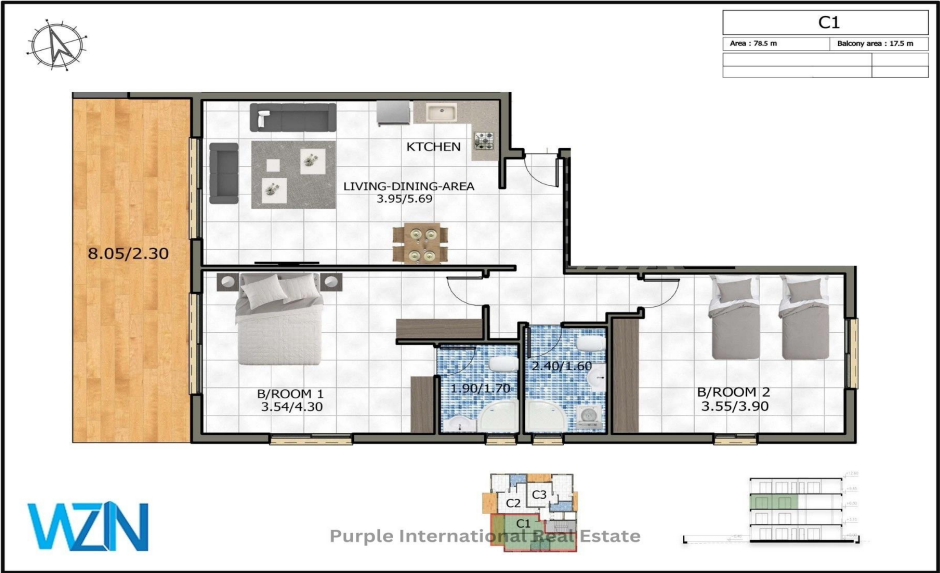 C1
Area : 78.5 m
Balcony area : 17.5 m
KTCHEN
LIVING-DINING-AREA
3.95/5.69
8.05/2.30
2.40/1.60
1.90/1.70
B/ROOM 1
3.54/4.30
B/ROOM 2
3.55/3.90
C3
C2
C1
WZIN
Purple International Real Estate